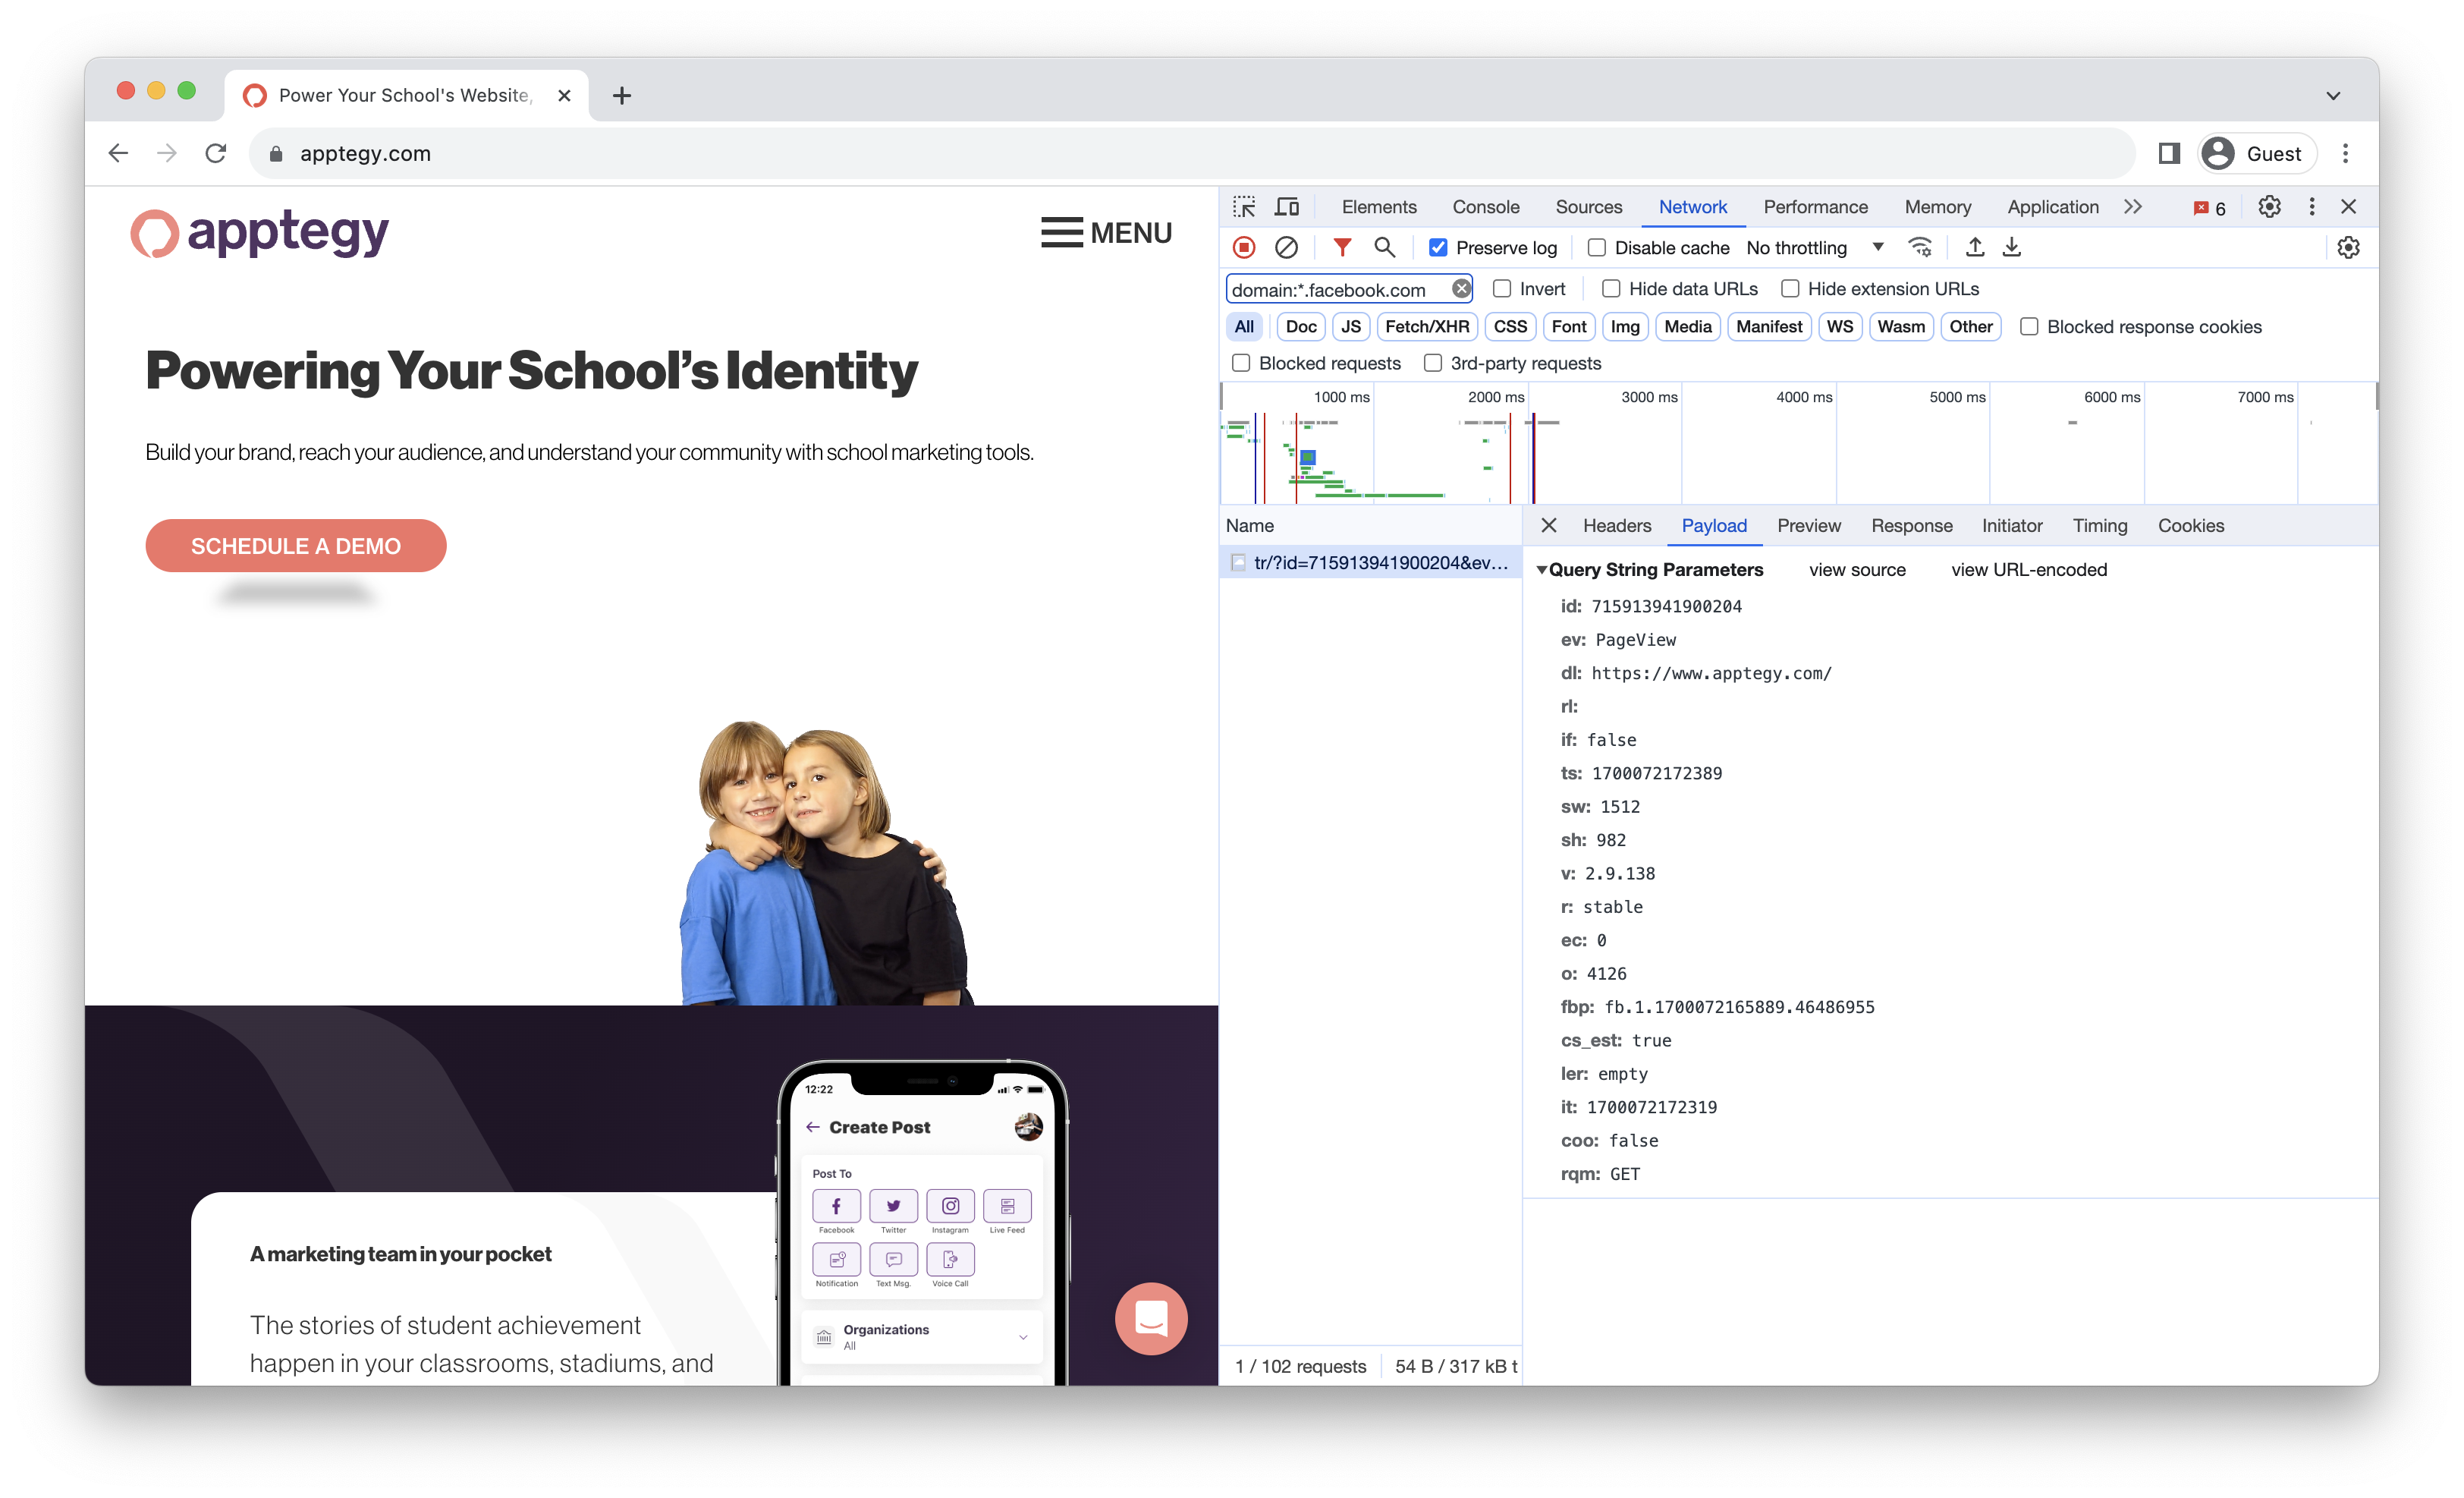 Power Your School's Website,
apptegy.com
Guest
apptegy
MENU
Powering Your School’s Identity
Build your brand, reach your audience, and understand your community with school marketing tools.
SCHEDULE A DEMO
12:22
Create Post
Post To
Facebook Twitter Instagram Live Feed
Notification Text Msg. Voice Call
Organizations
All
A marketing team in your pocket
The stories of student achievement
happen in your classrooms, stadiums, and
Elements Console Sources Network Performance Memory Application 6
Preserve log Disable cache No throttling
domain:*.facebook.com Invert Hide data URLs Hide extension URLs
All Doc JS Fetch/XHR CSS Font Img Media Manifest WS Wasm Other Blocked response cookies
Blocked requests 3rd-party requests
1000 ms 2000 ms 3000 ms 4000 ms 5000 ms 6000 ms 7000 ms
Name
tr/?id=715913941900204&ev...
1 / 102 requests 54 B / 317 kB t
Headers Payload Preview Response Initiator Timing Cookies
Query String Parameters view source view URL-encoded
id: 715913941900204
ev: PageView
dl: https://www.apptegy.com/
rl:
if: false
ts: 1700072172389
sw: 1512
sh: 982
v: 2.9.138
r: stable
ec: 0
o: 4126
fbp: fb.1.1700072165889.46486955
cs_est: true
ler: empty
it: 1700072172319
coo: false
rqm: GET